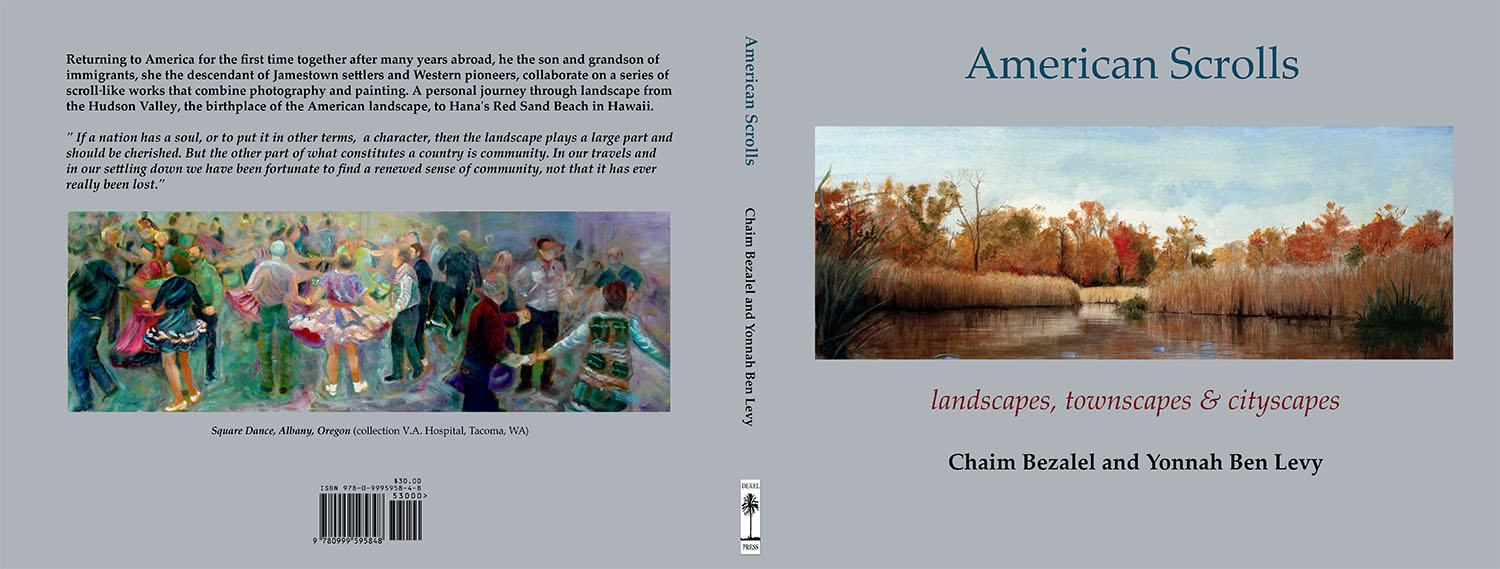 Returning to America for the first time together after many years abroad, he the son and grandson of
immigrants, she the descendant of Jamestown settlers and Western pioneers, collaborate on a series of
scroll-like works that combine photography and painting. A personal journey through landscape from
the Hudson Valley, the birthplace of the American landscape, to Hana's Red Sand Beach in Hawaii.
" If a nation has a soul, or to put it in other terms, a character, then the landscape plays a large part and
should be cherished. But the other part of what constitutes a country is community. In our travels and
in our settling down we have been fortunate to find a renewed sense of community, not that it has ever
really been lost."
Square Dance, Albany, Oregon (collection V.A. Hospital, Tacoma, WA)
$30.00
ISBN 978-0-9995958-4-8
53000>
9 780999 595848
American Scrolls
Chaim Bezalel and Yonnah Ben Levy
DEKEL
PRESS
American Scrolls
landscapes, townscapes & cityscapes
Chaim Bezalel and Yonnah Ben Levy